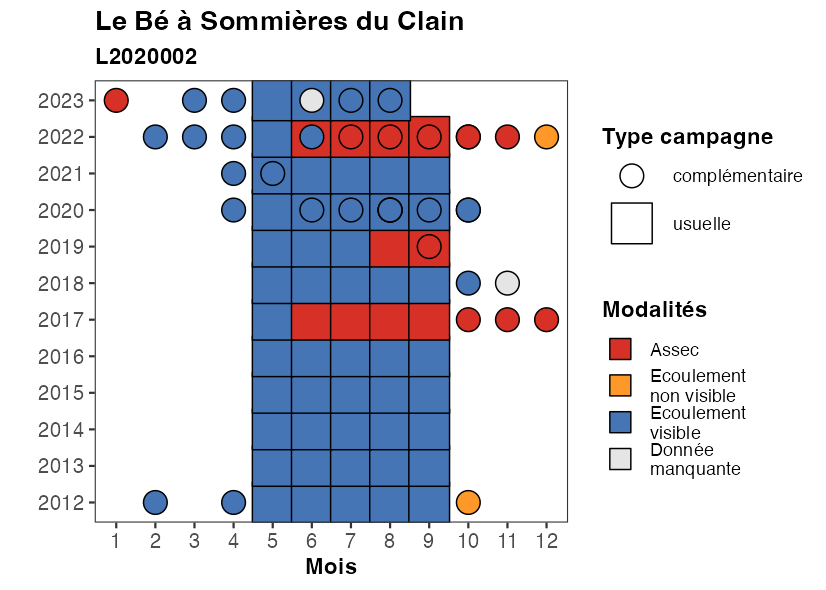 Le Bé à Sommières du Clain
L2020002
2023
2022
2021
2020
2019
2018
2017
2016
2015
2014
2013
2012
1 2 3 4 5 6 7 8 9 10 11 12
Mois
Type campagne
complémentaire
usuelle
Modalités
Assec
Ecoulement
non visible
Ecoulement
visible
Donnée
manquante